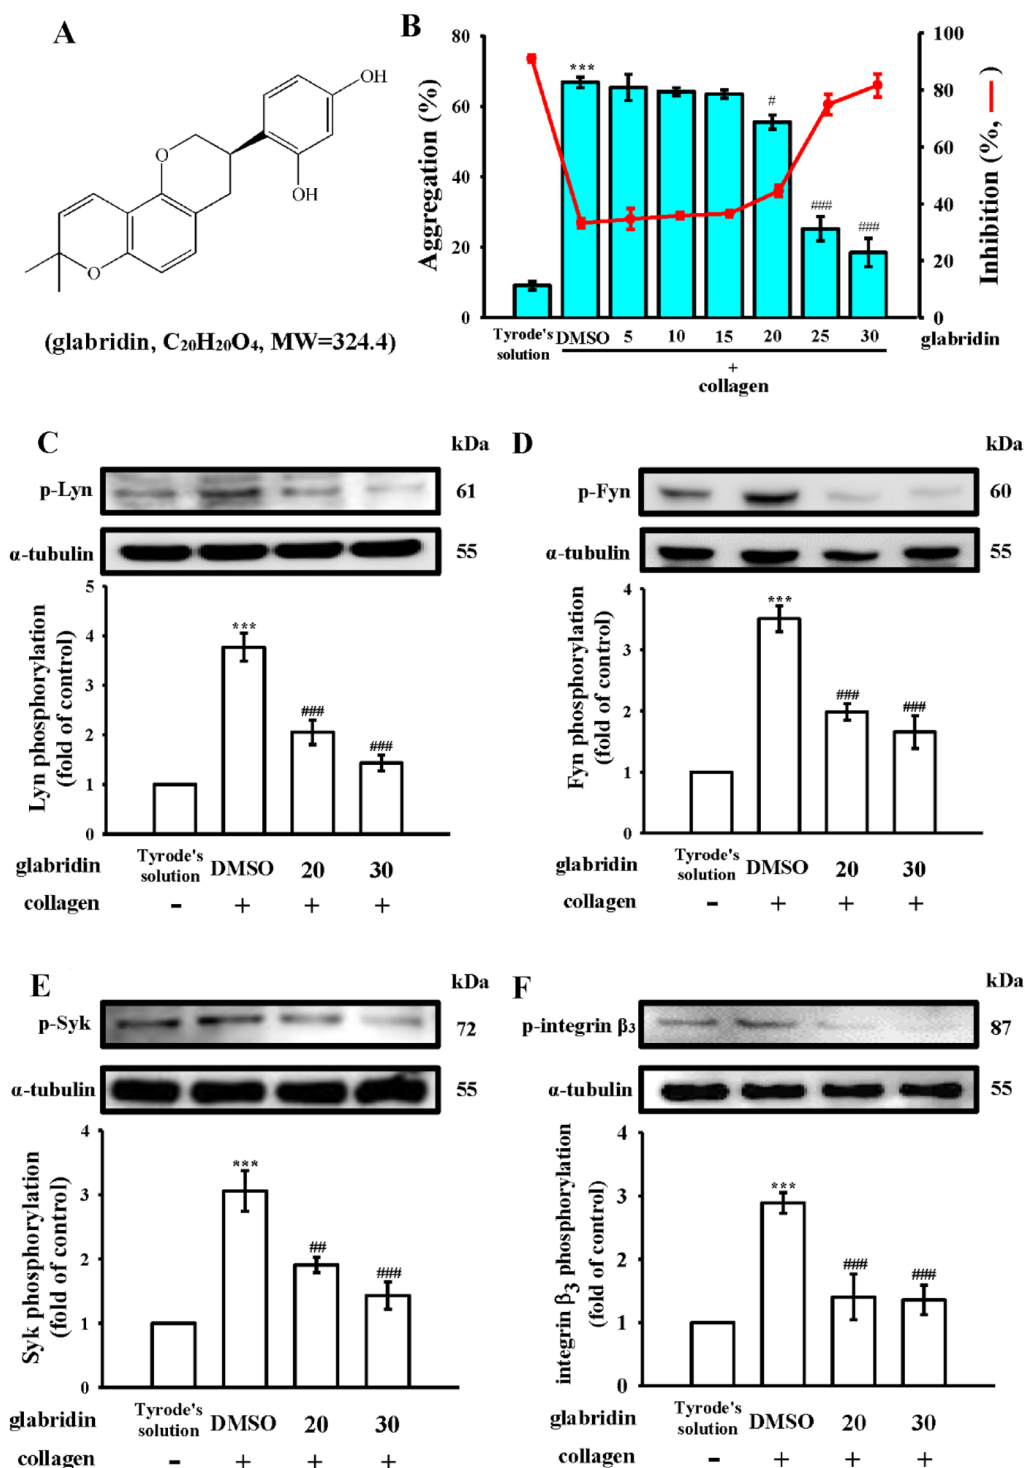 A
OH
O
OH
O
(glabridin, C₂₀H₂₀O₄, MW=324.4)
B
Aggregation (%)
80
60
40
20
0
***
#
###
###
100
80
60
40
20
0
Inhibition (%, —)
Tyrode's solution
DMSO
5
10
15
20
25
30
glabridin
+
collagen
C
kDa
p-Lyn
61
α-tubulin
55
Lyn phosphorylation
(fold of control)
5
4
3
2
1
0
***
###
###
glabridin
Tyrode's solution
DMSO
20
30
collagen
- + + +
D
kDa
p-Fyn
60
α-tubulin
55
Fyn phosphorylation
(fold of control)
4
3
2
1
0
***
###
###
glabridin
Tyrode's solution
DMSO
20
30
collagen
- + + +
E
kDa
p-Syk
72
α-tubulin
55
Syk phosphorylation
(fold of control)
4
3
2
1
0
***
##
###
glabridin
Tyrode's solution
DMSO
20
30
collagen
- + + +
F
kDa
p-integrin β₃
87
α-tubulin
55
integrin β₃ phosphorylation
(fold of control)
4
3
2
1
0
***
###
###
glabridin
Tyrode's solution
DMSO
20
30
collagen
- + + +